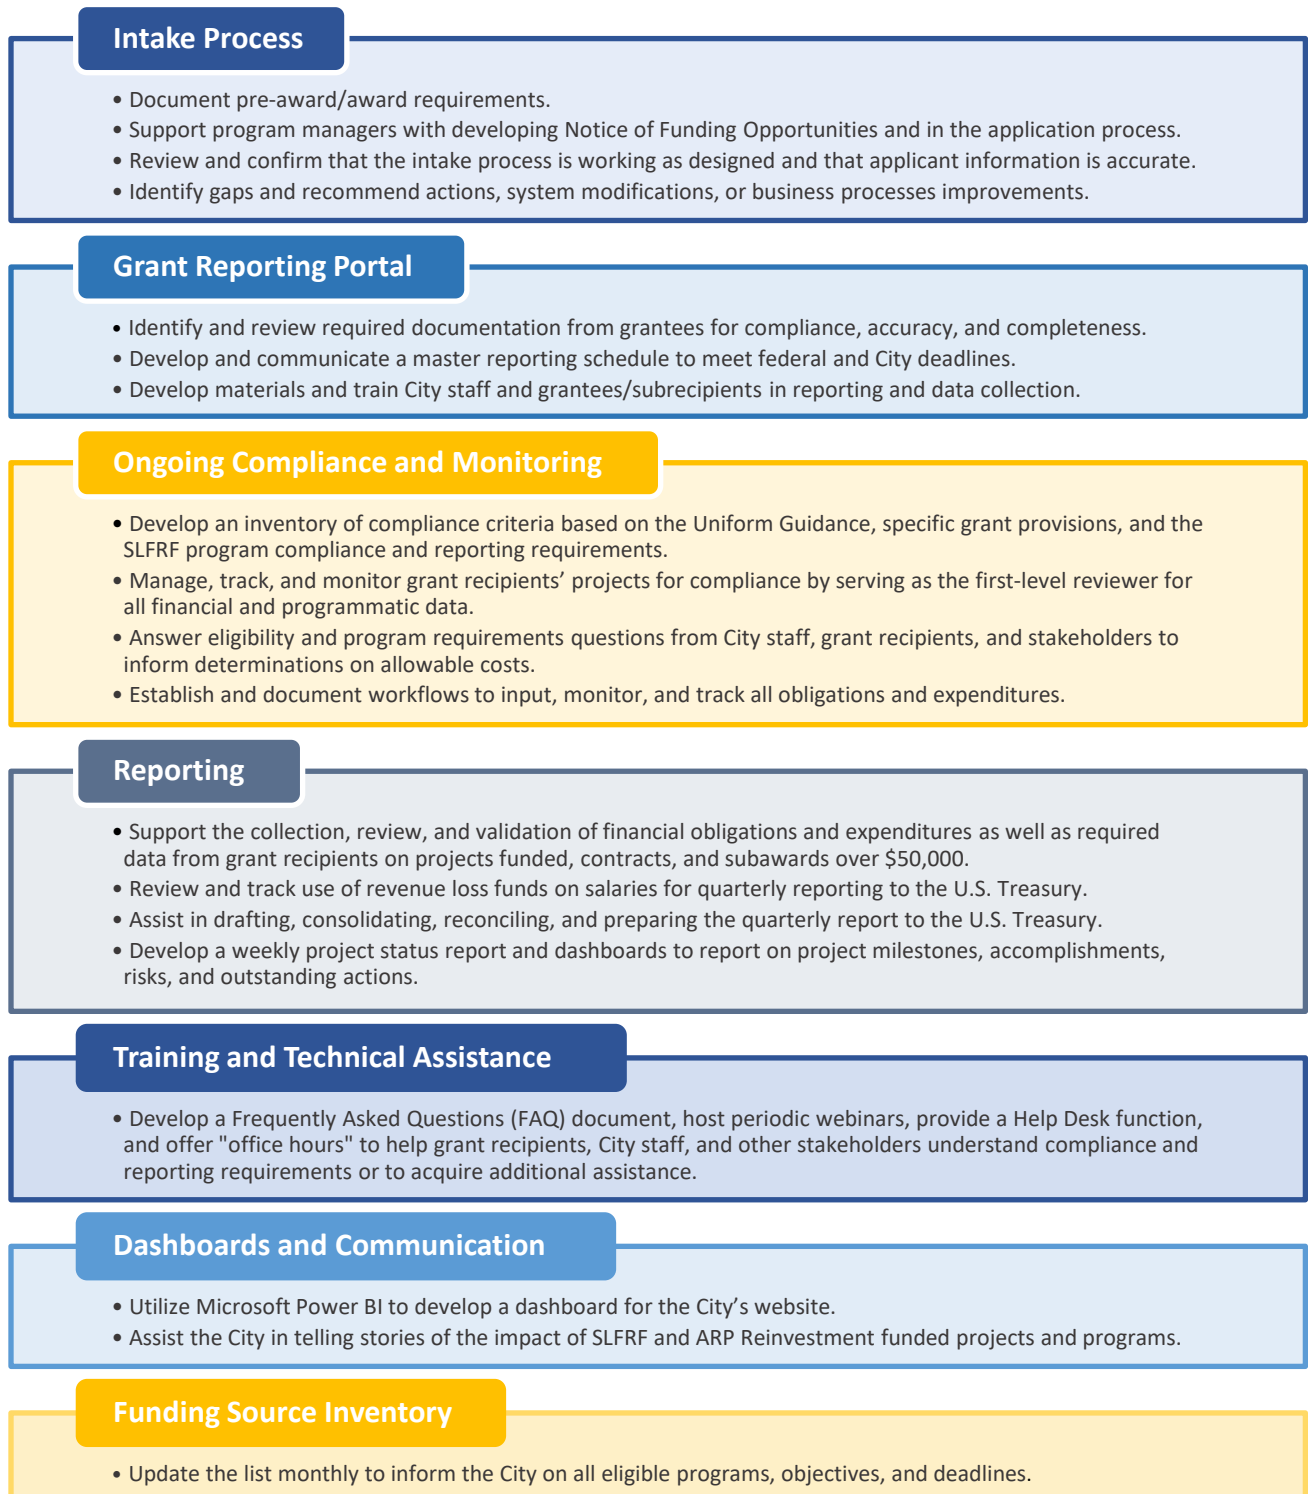 Intake Process
• Document pre-award/award requirements.
• Support program managers with developing Notice of Funding Opportunities and in the application process.
• Review and confirm that the intake process is working as designed and that applicant information is accurate.
• Identify gaps and recommend actions, system modifications, or business processes improvements.
Grant Reporting Portal
• Identify and review required documentation from grantees for compliance, accuracy, and completeness.
• Develop and communicate a master reporting schedule to meet federal and City deadlines.
• Develop materials and train City staff and grantees/subrecipients in reporting and data collection.
Ongoing Compliance and Monitoring
• Develop an inventory of compliance criteria based on the Uniform Guidance, specific grant provisions, and the
SLFRF program compliance and reporting requirements.
• Manage, track, and monitor grant recipients’ projects for compliance by serving as the first-level reviewer for
all financial and programmatic data.
• Answer eligibility and program requirements questions from City staff, grant recipients, and stakeholders to
inform determinations on allowable costs.
• Establish and document workflows to input, monitor, and track all obligations and expenditures.
Reporting
• Support the collection, review, and validation of financial obligations and expenditures as well as required
data from grant recipients on projects funded, contracts, and subawards over $50,000.
• Review and track use of revenue loss funds on salaries for quarterly reporting to the U.S. Treasury.
• Assist in drafting, consolidating, reconciling, and preparing the quarterly report to the U.S. Treasury.
• Develop a weekly project status report and dashboards to report on project milestones, accomplishments,
risks, and outstanding actions.
Training and Technical Assistance
• Develop a Frequently Asked Questions (FAQ) document, host periodic webinars, provide a Help Desk function,
and offer "office hours" to help grant recipients, City staff, and other stakeholders understand compliance and
reporting requirements or to acquire additional assistance.
Dashboards and Communication
• Utilize Microsoft Power BI to develop a dashboard for the City’s website.
• Assist the City in telling stories of the impact of SLFRF and ARP Reinvestment funded projects and programs.
Funding Source Inventory
• Update the list monthly to inform the City on all eligible programs, objectives, and deadlines.